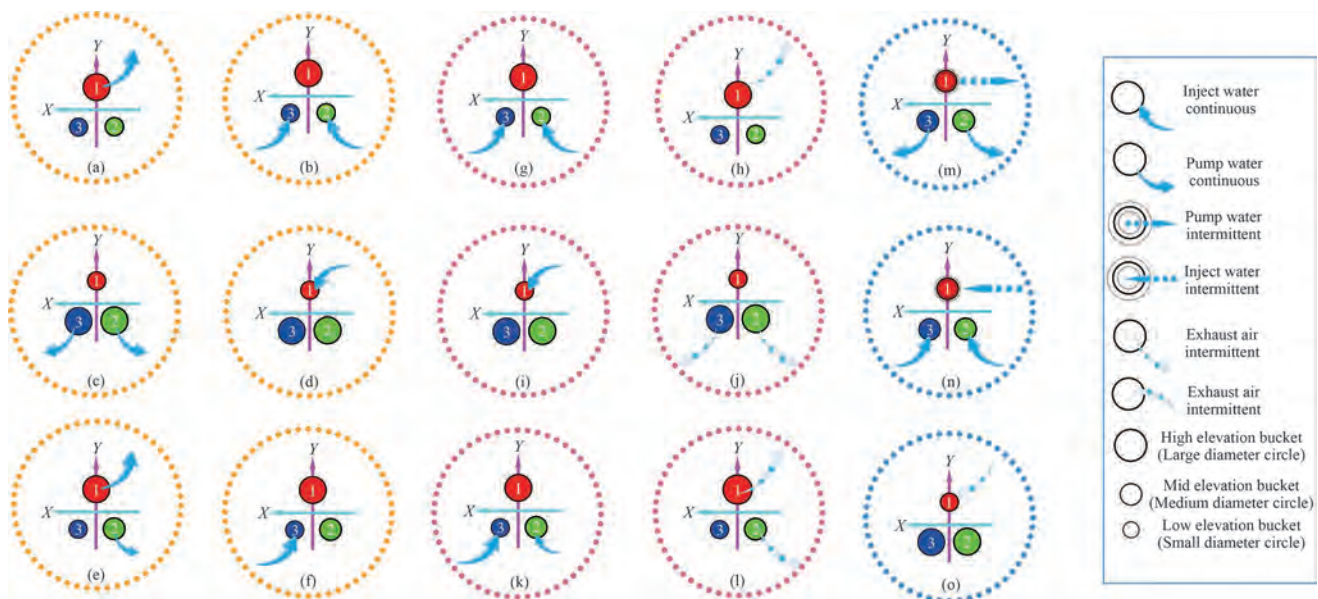 Y
1
X
3
2
(a)
Y
1
X
3
2
(b)
Y
1
X
3
2
(g)
Y
1
X
3
2
(h)
Y
1
X
3
2
(m)
Y
1
X
3
2
(c)
Y
1
X
3
2
(d)
Y
1
X
3
2
(i)
Y
1
X
3
2
(j)
Y
1
X
3
2
(n)
Y
1
X
3
2
(e)
Y
1
X
3
2
(f)
Y
1
X
3
2
(k)
Y
1
X
3
2
(l)
Y
1
X
3
2
(o)
Inject water
continuous
Pump water
continuous
Pump water
intermittent
Inject water
intermittent
Exhaust air
intermittent
Exhaust air
intermittent
High elevation bucket
(Large diameter circle)
Mid elevation bucket
(Medium diameter circle)
Low elevation bucket
(Small diameter circle)